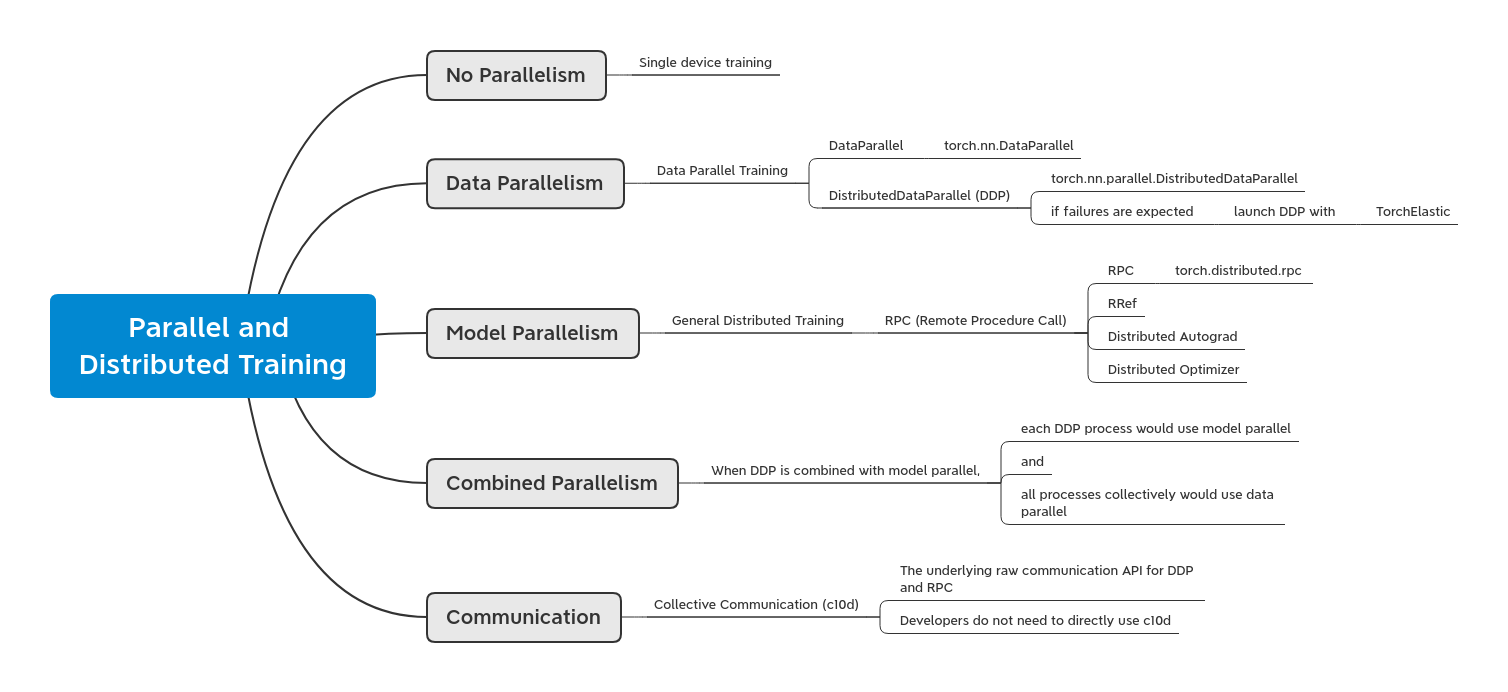 Parallel and
Distributed Training
No Parallelism
Single device training
Data Parallelism
Data Parallel Training
DataParallel
torch.nn.DataParallel
DistributedDataParallel (DDP)
torch.nn.parallel.DistributedDataParallel
if failures are expected
launch DDP with
TorchElastic
Model Parallelism
General Distributed Training
RPC (Remote Procedure Call)
RPC
torch.distributed.rpc
RRef
Distributed Autograd
Distributed Optimizer
Combined Parallelism
When DDP is combined with model parallel,
each DDP process would use model parallel
and
all processes collectively would use data
parallel
Communication
Collective Communication (c10d)
The underlying raw communication API for DDP
and RPC
Developers do not need to directly use c10d